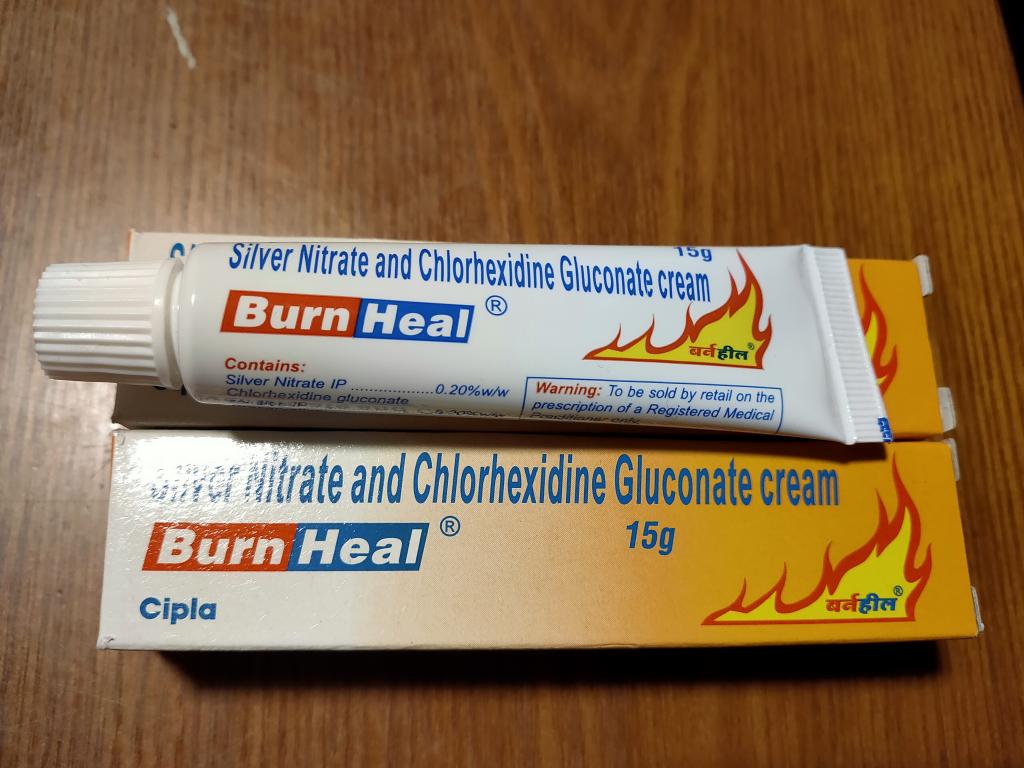 15g
Silver Nitrate and Chlorhexidine Gluconate cream
Burn Heal ®
बर्नहील ®
Contains:
Silver Nitrate IP ..................0.20%w/w
Chlorhexidine gluconate
Warning: To be sold by retail on the
prescription of a Registered Medical
Practitioner only.
Silver Nitrate and Chlorhexidine Gluconate cream
Burn Heal ®
15g
Cipla
बर्नहील ®